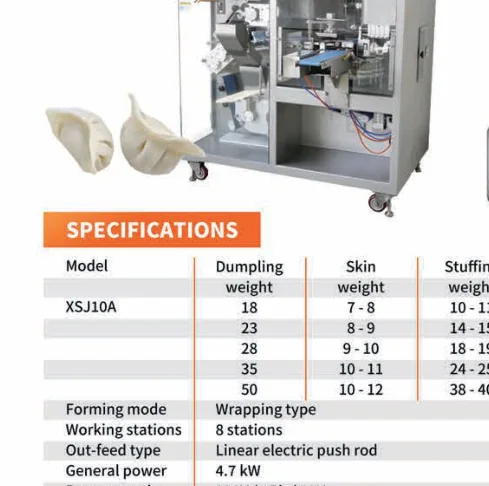 SPECIFICATIONS
Model Dumpling Skin
weight weight
XSJ10A 18 7 - 8
23 8 - 9
28 9 - 10
35 10 - 11 24 - 25
50 10 - 12
Forming mode Wrapping type
Working stations 8 stations
Out-feed type Linear electric push rod
General power 4.7 kW